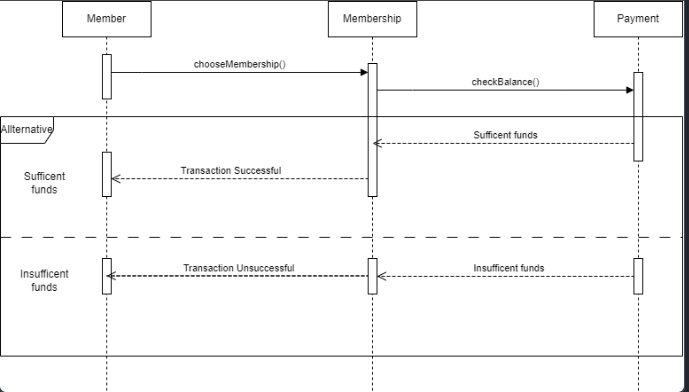 Member
Membership
Payment
chooseMembership()
checkBalance()
Allternative
Sufficent funds
Transaction Successful
Sufficent
funds
Transaction Unsuccessful
Insufficent funds
Insufficent
funds